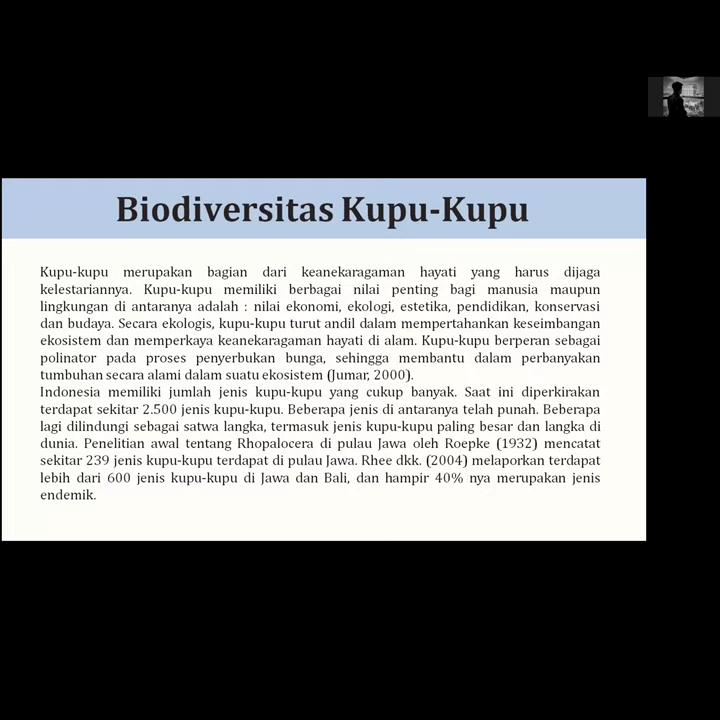 Biodiversitas Kupu-Kupu
Kupu-kupu merupakan bagian dari keanekaragaman hayati yang harus dijaga
kelestariannya. Kupu-kupu memiliki berbagai nilai penting bagi manusia maupun
lingkungan di antaranya adalah : nilai ekonomi, ekologi, estetika, pendidikan, konservasi
dan budaya. Secara ekologis, kupu-kupu turut andil dalam mempertahankan keseimbangan
ekosistem dan memperkaya keanekaragaman hayati di alam. Kupu-kupu berperan sebagai
polinator pada proses penyerbukan bunga, sehingga membantu dalam perbanyakan
tumbuhan secara alami dalam suatu ekosistem (Jumar, 2000).
Indonesia memiliki jumlah jenis kupu-kupu yang cukup banyak. Saat ini diperkirakan
terdapat sekitar 2.500 jenis kupu-kupu. Beberapa jenis di antaranya telah punah. Beberapa
lagi dilindungi sebagai satwa langka, termasuk jenis kupu-kupu paling besar dan langka di
dunia. Penelitian awal tentang Rhopalocera di pulau Jawa oleh Roepke (1932) mencatat
sekitar 239 jenis kupu-kupu terdapat di pulau Jawa. Rhee dkk. (2004) melaporkan terdapat
lebih dari 600 jenis kupu-kupu di Jawa dan Bali, dan hampir 40% nya merupakan jenis
endemik.